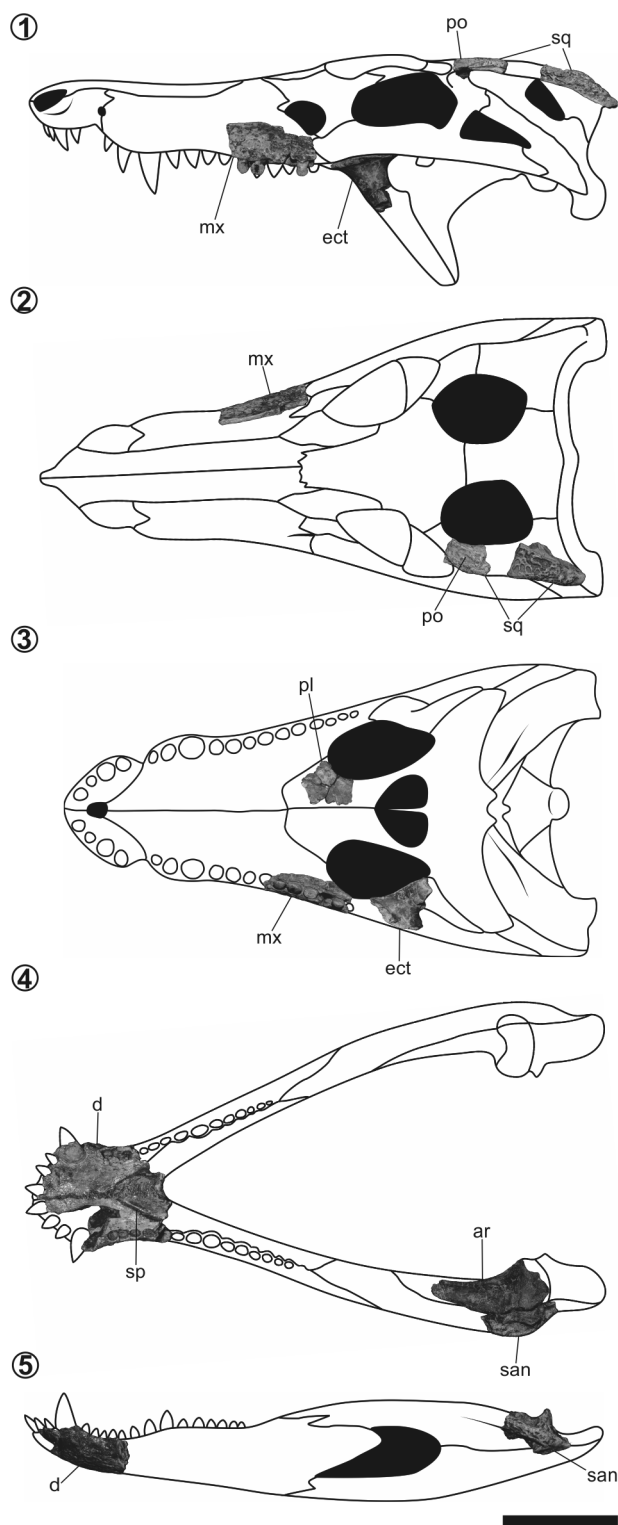 ①
po sq
mx ect
②
mx
po sq
③
pl
mx ect
④
d
sp ar
san
⑤
d san